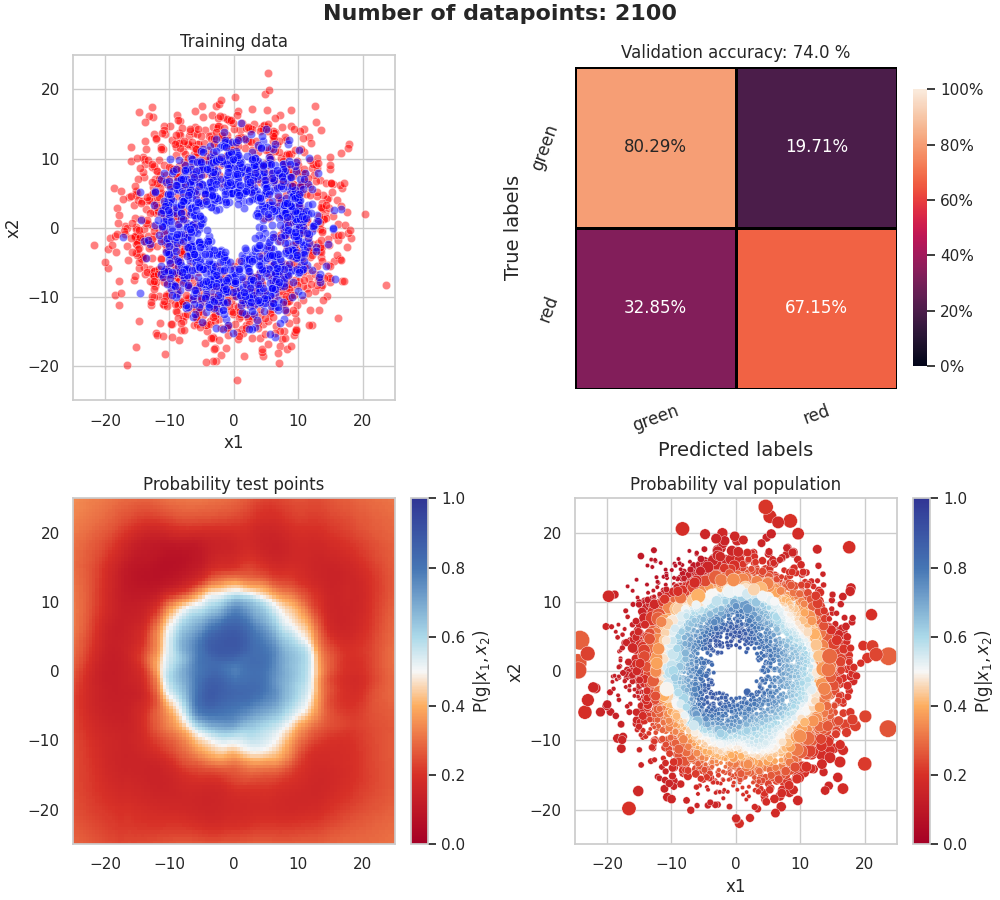 Number of datapoints: 2100
Training data
20
10
0
−10
−20
x2
−20 −10 0 10 20
x1
Validation accuracy: 74.0 %
True labels
green
red
80.29% 19.71%
32.85% 67.15%
green red
Predicted labels
100%
80%
60%
40%
20%
0%
Probability test points
20
10
0
−10
−20
−20 −10 0 10 20
1.0
0.8
0.6
0.4
0.2
0.0
P(g|x1, x2)
Probability val population
x2
20
10
0
−10
−20
−20 −10 0 10 20
x1
1.0
0.8
0.6
0.4
0.2
0.0
P(g|x1, x2)